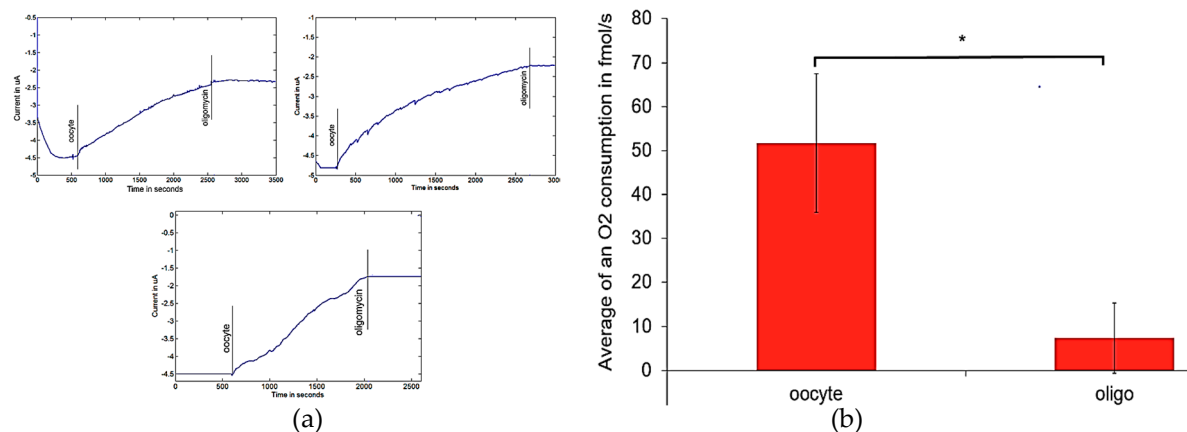 -0.5
-1
-1.5
-2
-2.5
-3
-3.5
-4
-4.5
-5
Current in uA
oocyte
oligomycin
0 500 1000 1500 2000 2500 3000 3500
Time in seconds
-0.5
-1
-1.5
-2
-2.5
-3
-3.5
-4
-4.5
-5
Current in uA
oocyte
oligomycin
0 500 1000 1500 2000 2500 3000
Time in seconds
0
-0.5
-1
-1.5
-2
-2.5
-3
-3.5
-4
-4.5
Current in uA
oocyte
oligomycin
0 500 1000 1500 2000 2500
Time in seconds
(a)
80
70
60
50
40
30
20
10
0
Average of an O2 consumption in fmol/s
*
oocyte oligo
(b)